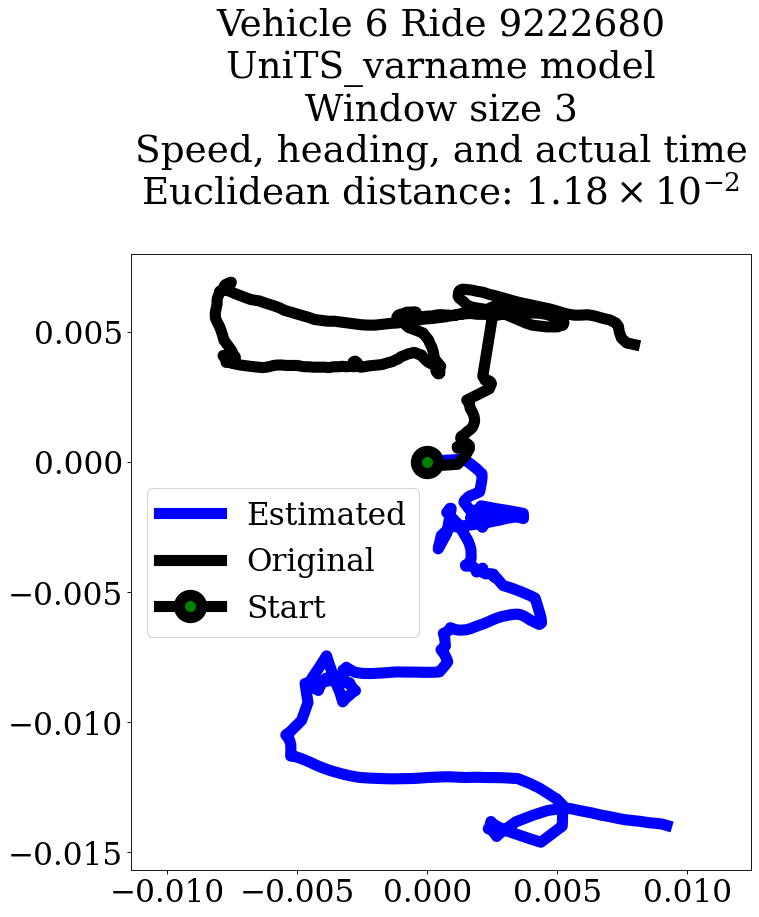 Vehicle 6 Ride 9222680
UniTS_varname model
Window size 3
Speed, heading, and actual time
Euclidean distance: 1.18 × 10⁻²
0.005
0.000
−0.005
−0.010
−0.015
Estimated
Original
Start
−0.010 −0.005 0.000 0.005 0.010